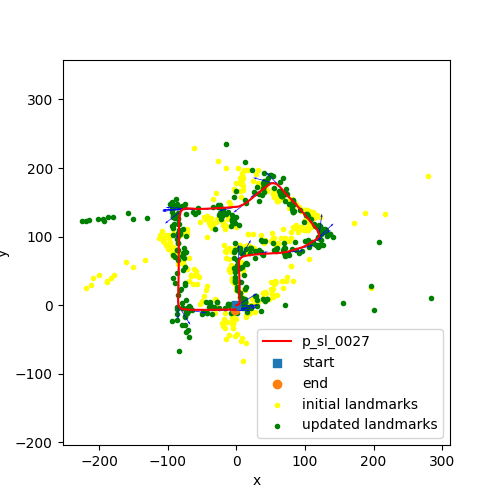 300
200
100
0
−100
−200
−200
−100
0
100
200
300
x
y
p_sl_0027
start
end
initial landmarks
updated landmarks